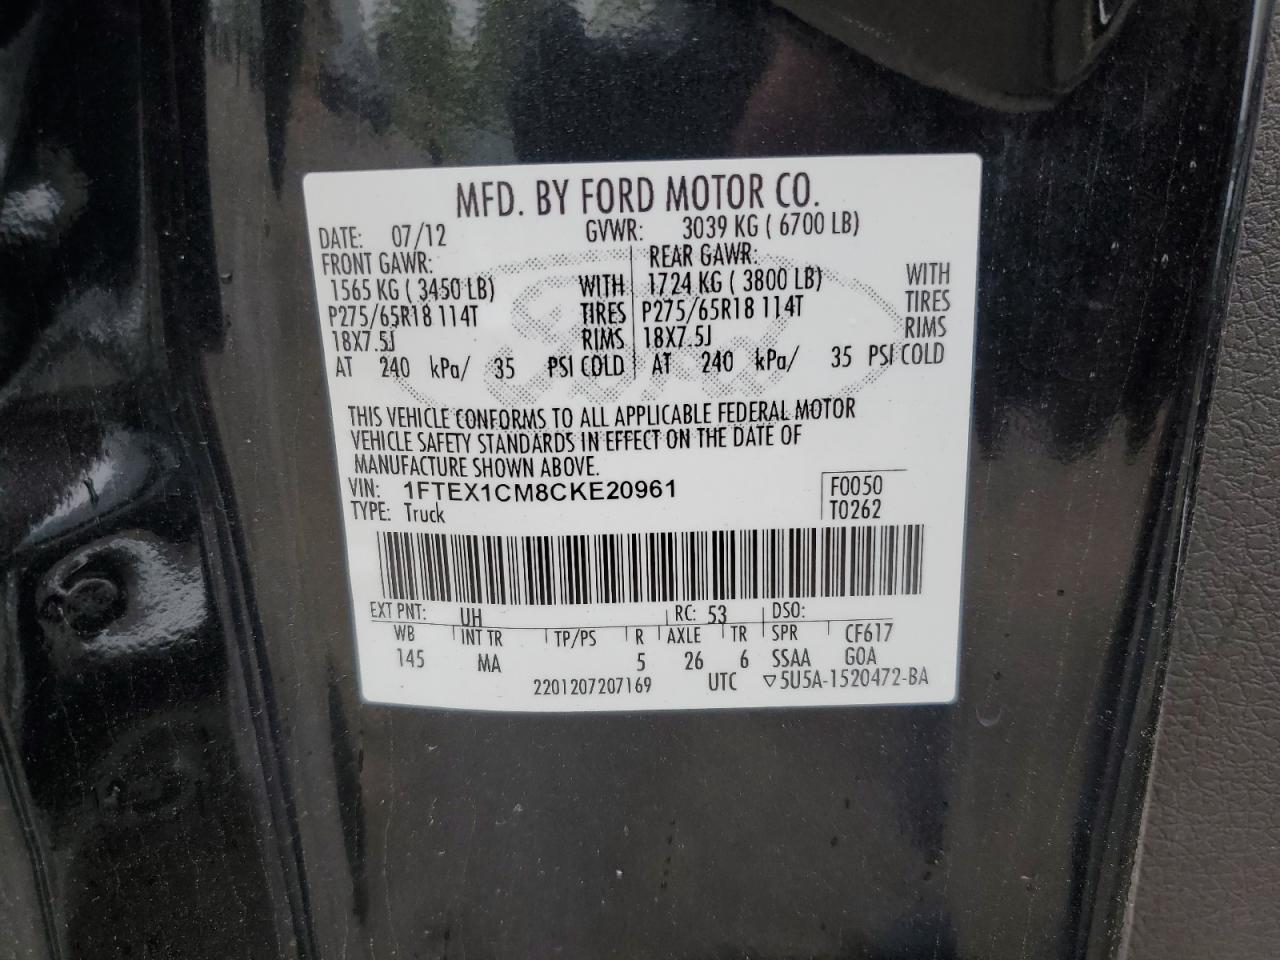 MFD. BY FORD MOTOR CO.
DATE: 07/12 GVWR: 3039 KG ( 6700 LB)
FRONT GAWR: REAR GAWR:
1565 KG ( 3450 LB) WITH 1724 KG ( 3800 LB) WITH
P275/65R18 114T TIRES P275/65R18 114T TIRES
18X7.5J RIMS 18X7.5J RIMS
AT 240 kPa/ 35 PSI COLD AT 240 kPa/ 35 PSI COLD
THIS VEHICLE CONFORMS TO ALL APPLICABLE FEDERAL MOTOR
VEHICLE SAFETY STANDARDS IN EFFECT ON THE DATE OF
MANUFACTURE SHOWN ABOVE.
VIN: 1FTEX1CM8CKE20961 F0050
TYPE: Truck T0262
EXT PNT: UH RC: 53 DSO:
WB INT TR TP/PS R AXLE TR SPR CF617
145 MA 5 26 6 SSAA GOA
2201207207169 UTC ▽5U5A-1520472-BA